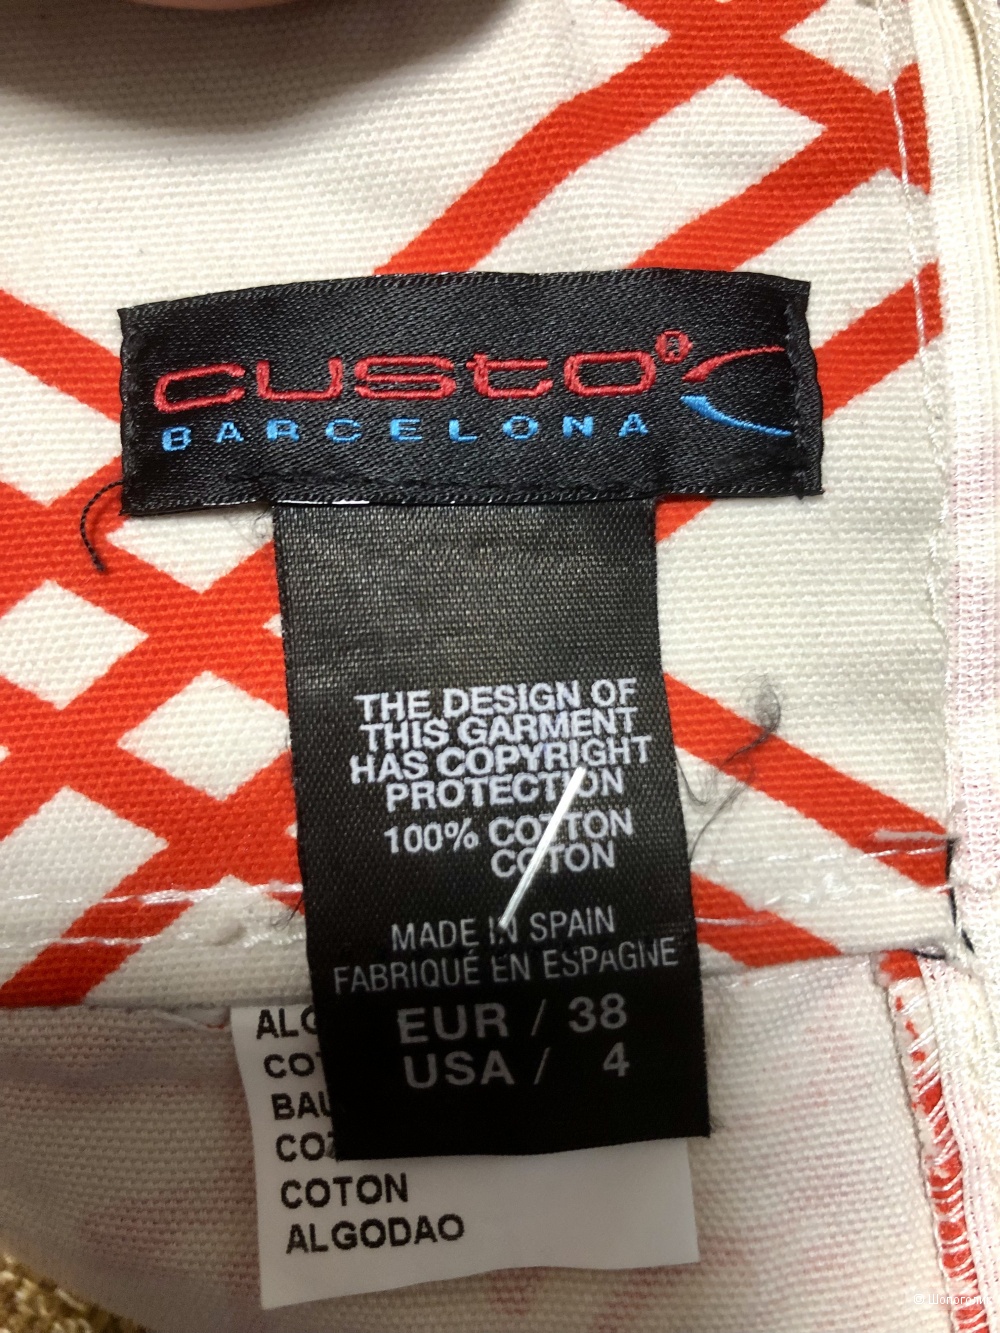 custo®
BARCELONA
THE DESIGN OF
THIS GARMENT
HAS COPYRIGHT
PROTECTION
100% COTTON
COTON
MADE IN SPAIN
FABRIQUÉ EN ESPAGNE
EUR / 38
USA / 4
COTON
ALGODAO